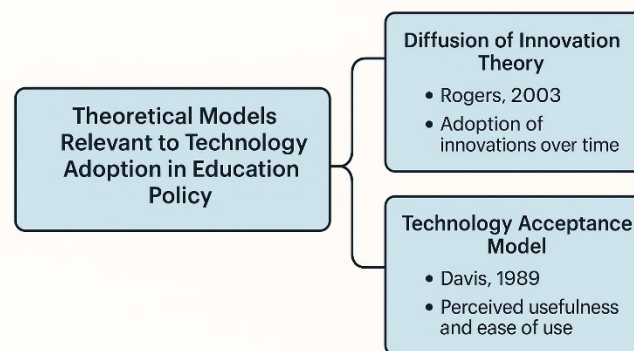 Theoretical Models
Relevant to Technology
Adoption in Education
Policy
Diffusion of Innovation
Theory
• Rogers, 2003
• Adoption of
innovations over time
Technology Acceptance
Model
• Davis, 1989
• Perceived usefulness
and ease of use